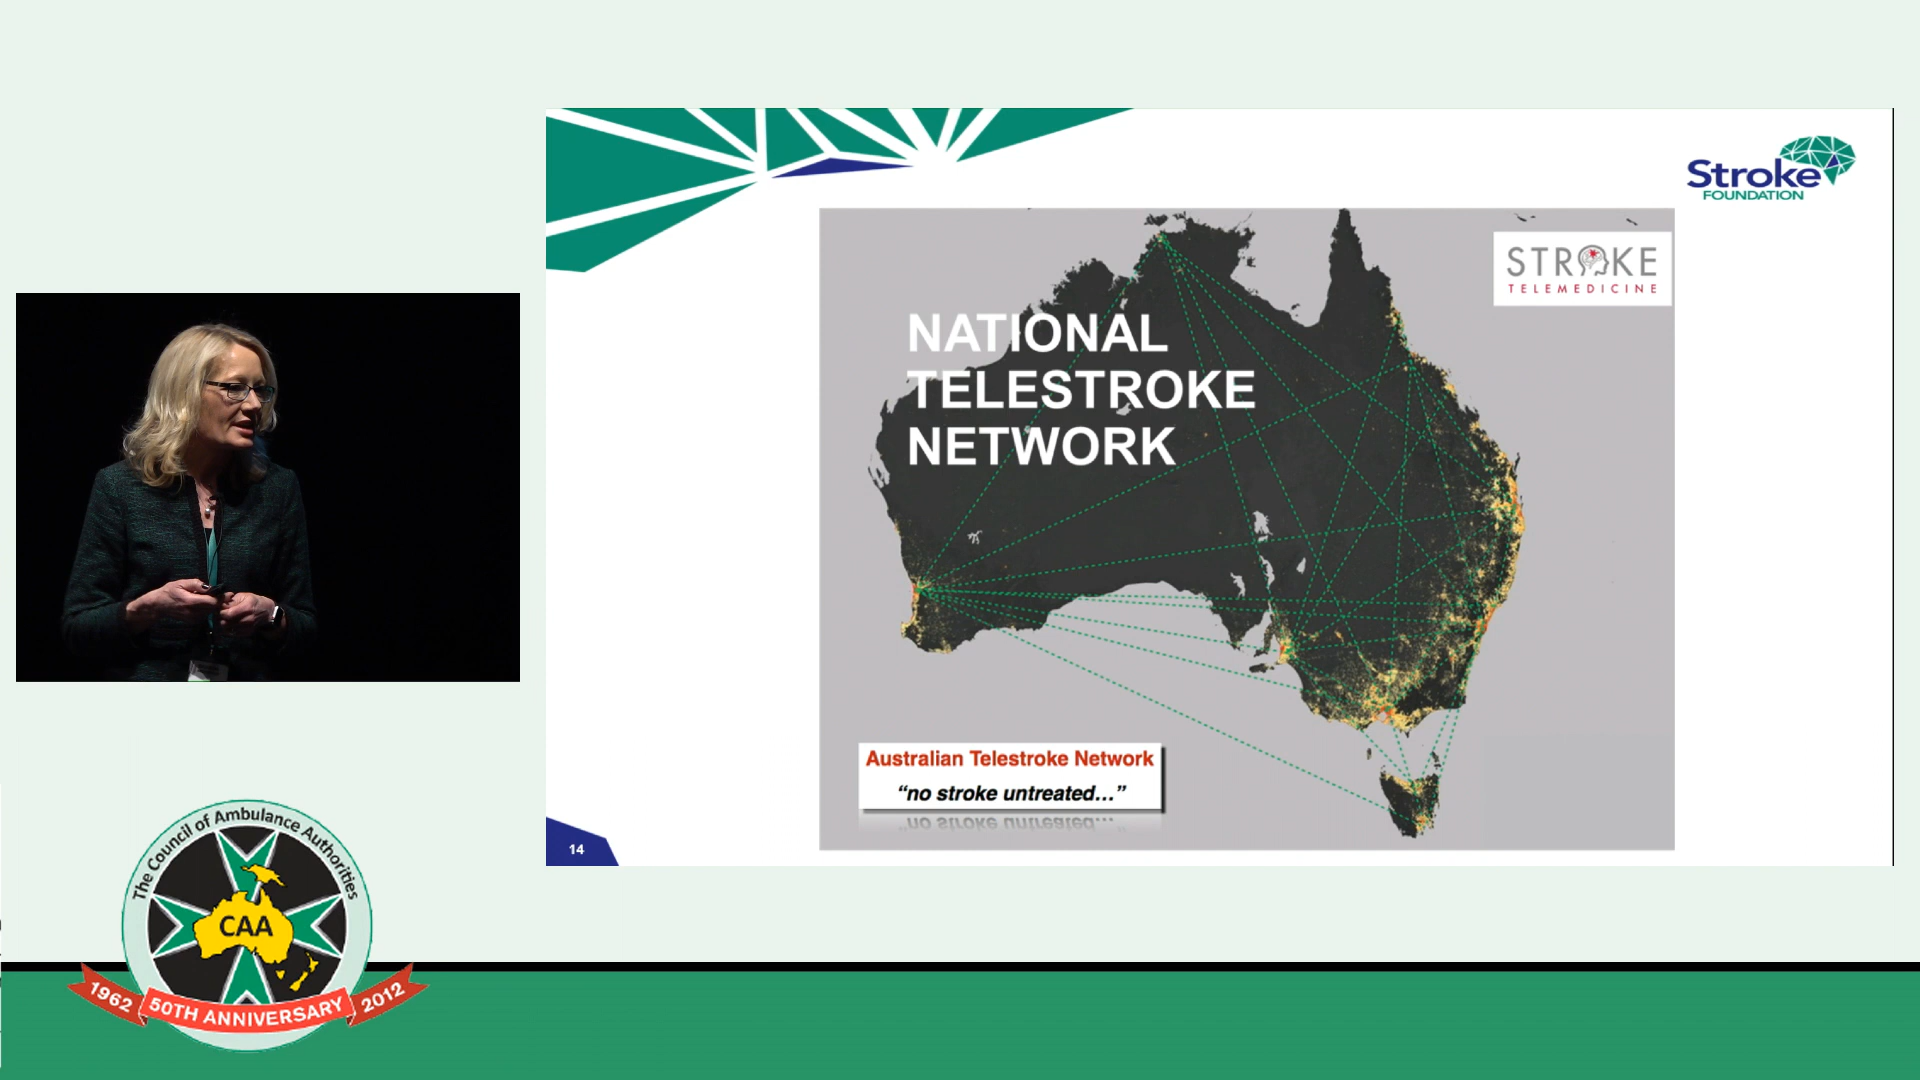 Stroke
FOUNDATION
STROKE
TELEMEDICINE
NATIONAL
TELESTROKE
NETWORK
Australian Telestroke Network
“no stroke untreated…”
14
The Council of Ambulance Authorities
CAA
1962 50TH ANNIVERSARY 2012